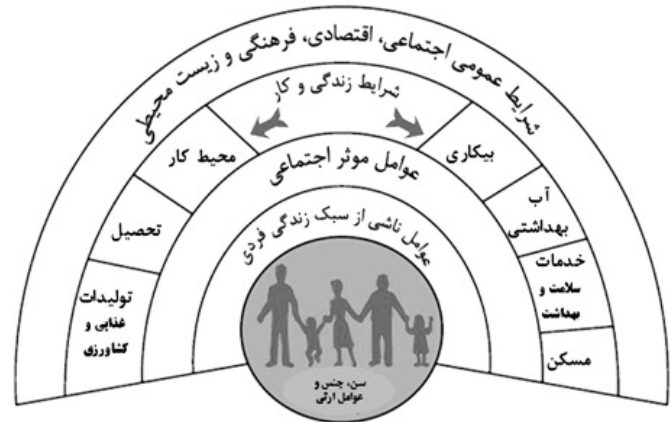 شرایط عمومی اجتماعی، اقتصادی، فرهنگی و زیست محیطی
شرایط زندگی و کار
محیط کار
بیکاری
عوامل موثر اجتماعی
آب
بهداشتی
تحصیل
عوامل ناشی از سبک زندگی فردی
خدمات
سلامت و
بهداشت
تولیدات
غذایی و
کشاورزی
مسکن
سن، جنس و
عوامل ارثی